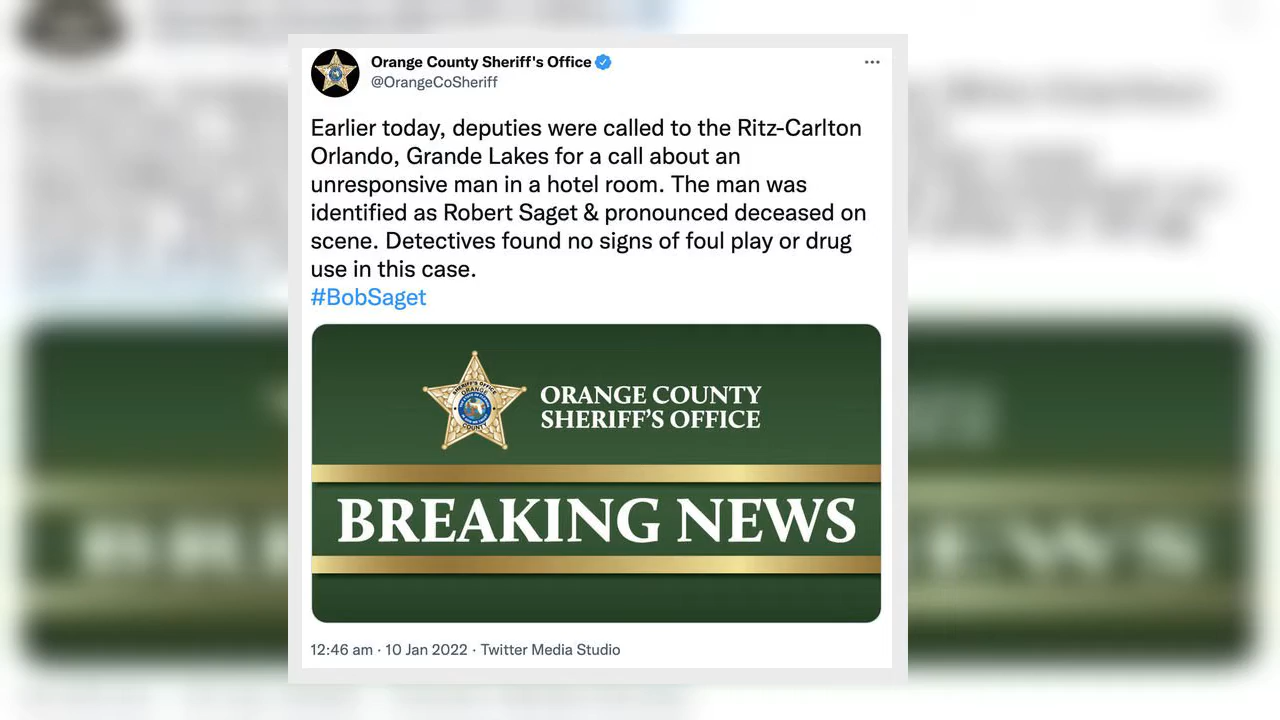 Orange County Sheriff's Office
@OrangeCoSheriff
Earlier today, deputies were called to the Ritz-Carlton
Orlando, Grande Lakes for a call about an
unresponsive man in a hotel room. The man was
identified as Robert Saget & pronounced deceased on
scene. Detectives found no signs of foul play or drug
use in this case.
#BobSaget
ORANGE COUNTY
SHERIFF'S OFFICE
BREAKING NEWS
12:46 am · 10 Jan 2022 · Twitter Media Studio